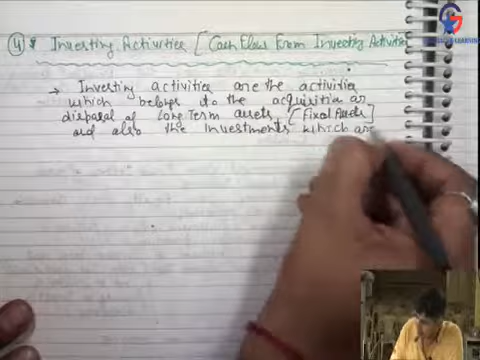 4) Investing Activities [Cash Flow From Investing Activities
→ Investing activities are the activities
which belongs to the acquisition or
disposal of Long Term assets [Fixed Assets]
and also the investments which are